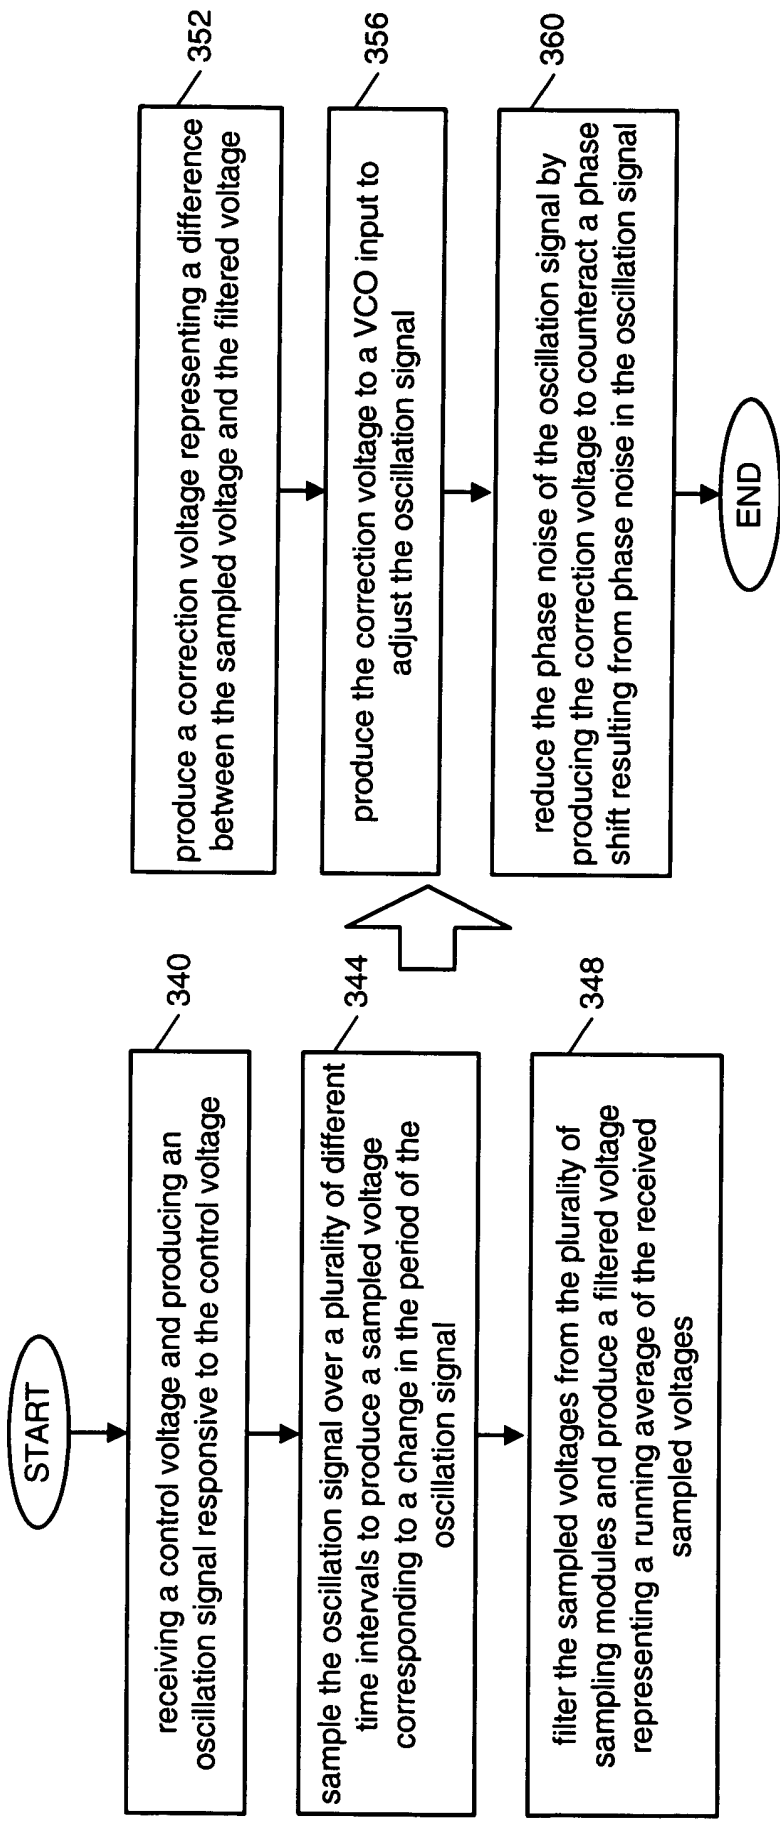 START
340
receiving a control voltage and producing an
oscillation signal responsive to the control voltage
344
sample the oscillation signal over a plurality of different
time intervals to produce a sampled voltage
corresponding to a change in the period of the
oscillation signal
348
filter the sampled voltages from the plurality of
sampling modules and produce a filtered voltage
representing a running average of the received
sampled voltages
352
produce a correction voltage representing a difference
between the sampled voltage and the filtered voltage
356
produce the correction voltage to a VCO input to
adjust the oscillation signal
360
reduce the phase noise of the oscillation signal by
producing the correction voltage to counteract a phase
shift resulting from phase noise in the oscillation signal
END